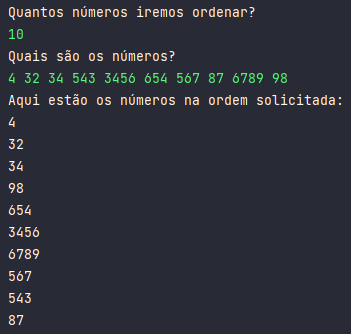 Quantos números iremos ordenar?
10
Quais são os números?
4 32 34 543 3456 654 567 87 6789 98
Aqui estão os números na ordem solicitada:
4
32
34
98
654
3456
6789
567
543
87